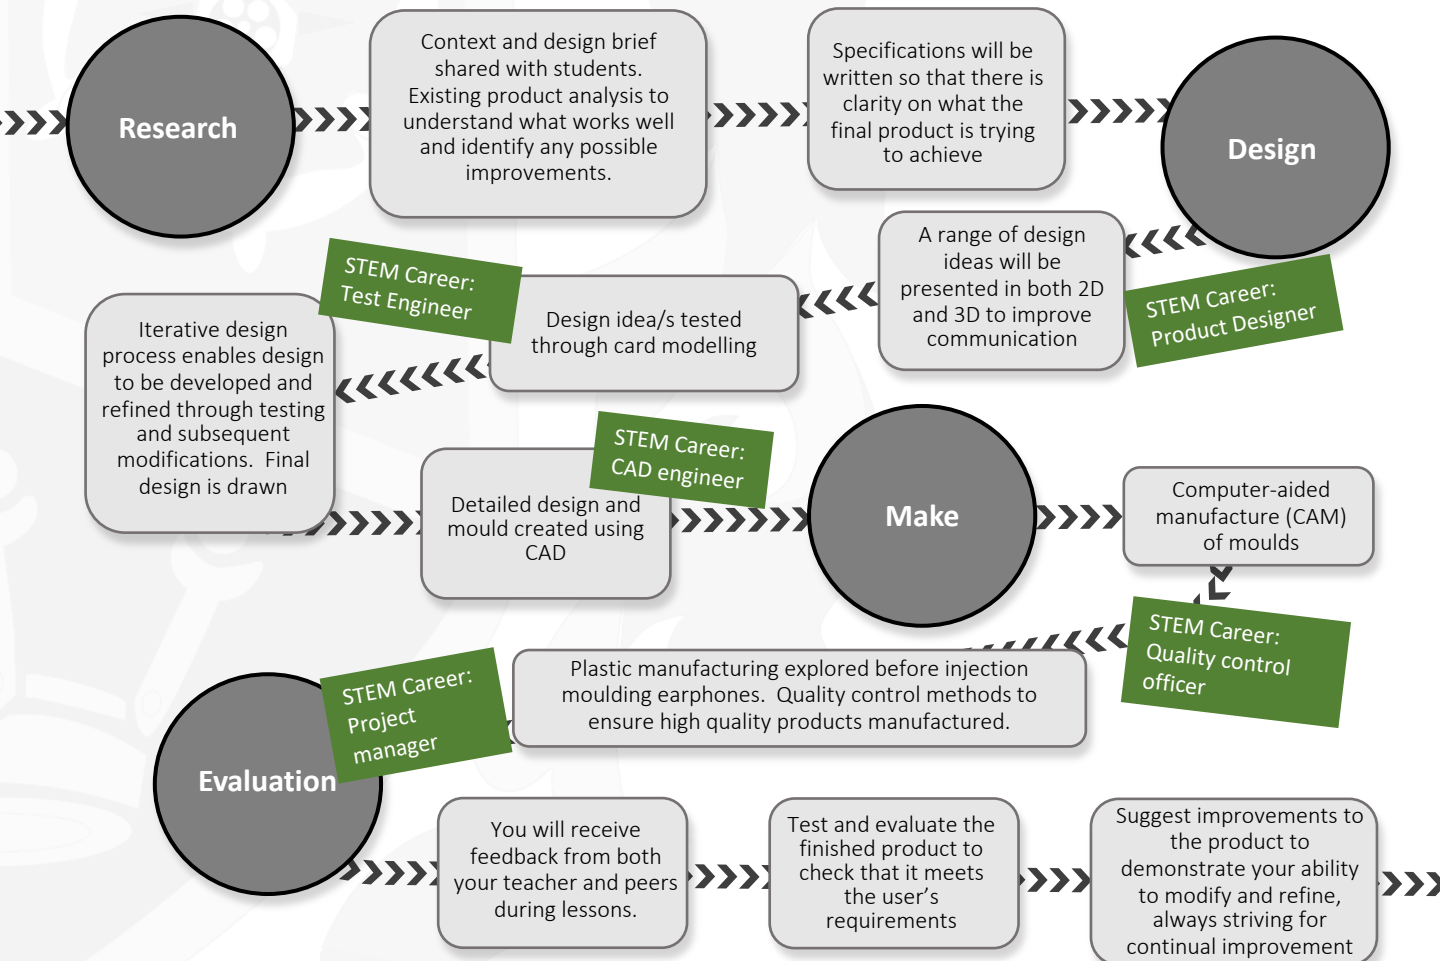 Research
Context and design brief
shared with students.
Existing product analysis to
understand what works well
and identify any possible
improvements.
Specifications will be
written so that there is
clarity on what the
final product is trying
to achieve
Design
A range of design
ideas will be
presented in both 2D
and 3D to improve
communication
STEM Career:
Product Designer
Design idea/s tested
through card modelling
STEM Career:
Test Engineer
Iterative design
process enables design
to be developed and
refined through testing
and subsequent
modifications.  Final
design is drawn
Detailed design and
mould created using
CAD
STEM Career:
CAD engineer
Make
Computer-aided
manufacture (CAM)
of moulds
STEM Career:
Quality control
officer
Plastic manufacturing explored before injection
moulding earphones.  Quality control methods to
ensure high quality products manufactured.
STEM Career:
Project
manager
Evaluation
You will receive
feedback from both
your teacher and peers
during lessons.
Test and evaluate the
finished product to
check that it meets
the user's
requirements
Suggest improvements to
the product to
demonstrate your ability
to modify and refine,
always striving for
continual improvement